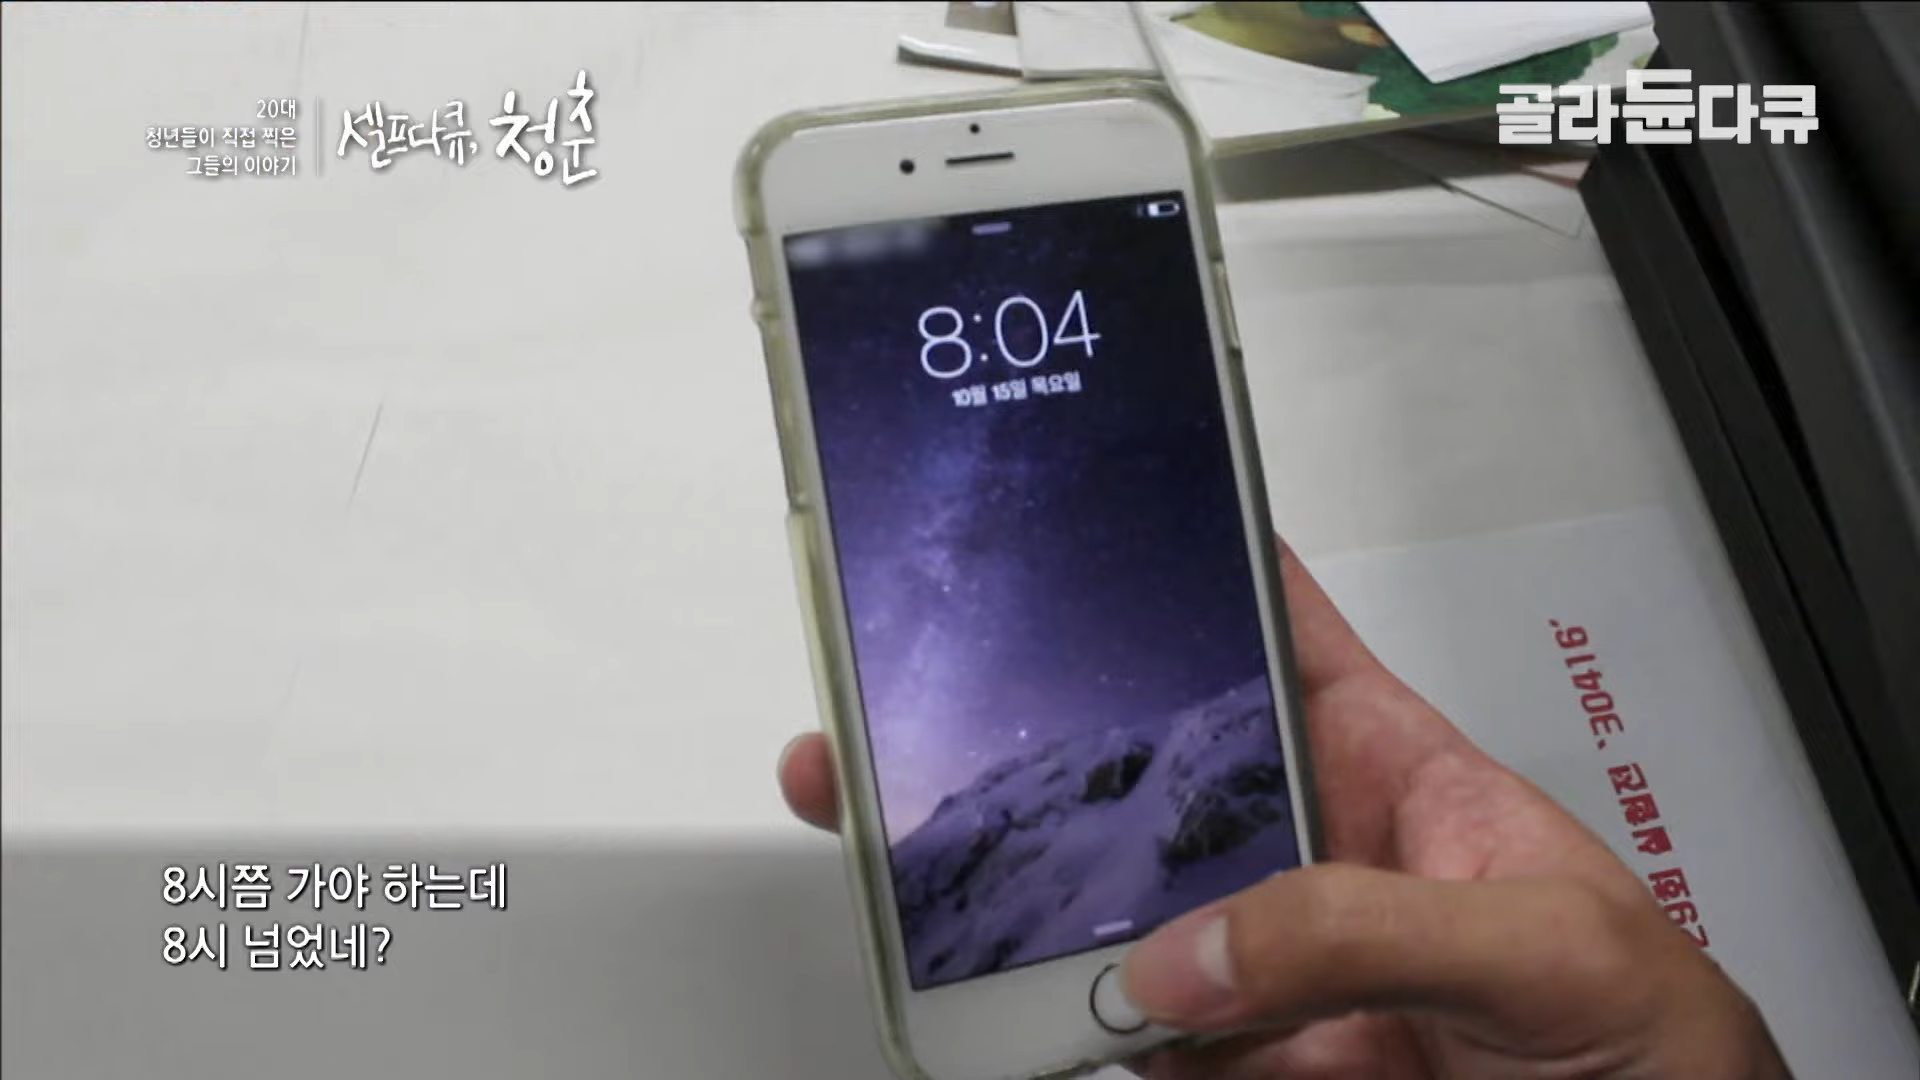 20대
청년들이 직접 찍은
그들의 이야기
셀프다큐, 청춘
골라듄다큐
8:04
10월 15일 목요일
30416,
8시쯤 가야 하는데
8시 넘었네?